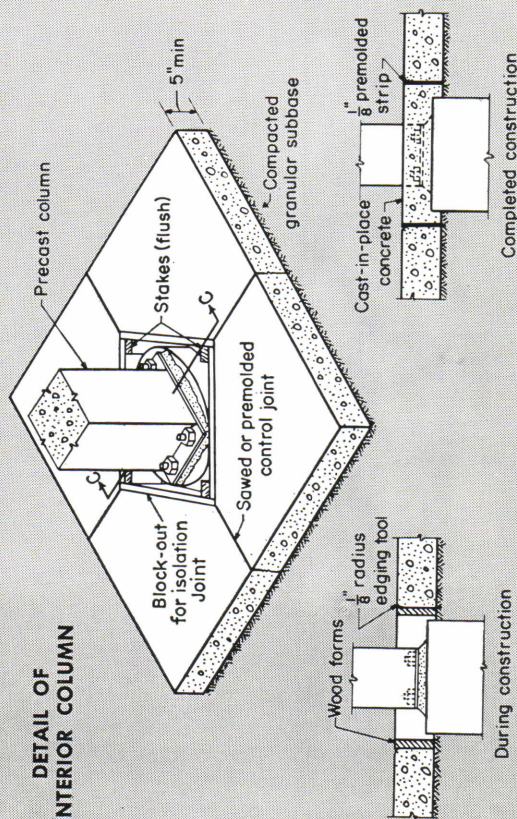 DETAIL OF
NTERIOR COLUMN
Precast column
5" min
Stakes (flush)
C
C
Block-out
for isolation
Joint
Sawed or premolded
control joint
Compacted
granular subbase
Wood forms
1/8" radius
edging tool
During construction
Cast-in-place
concrete
1/8" premolded
strip
Completed construction